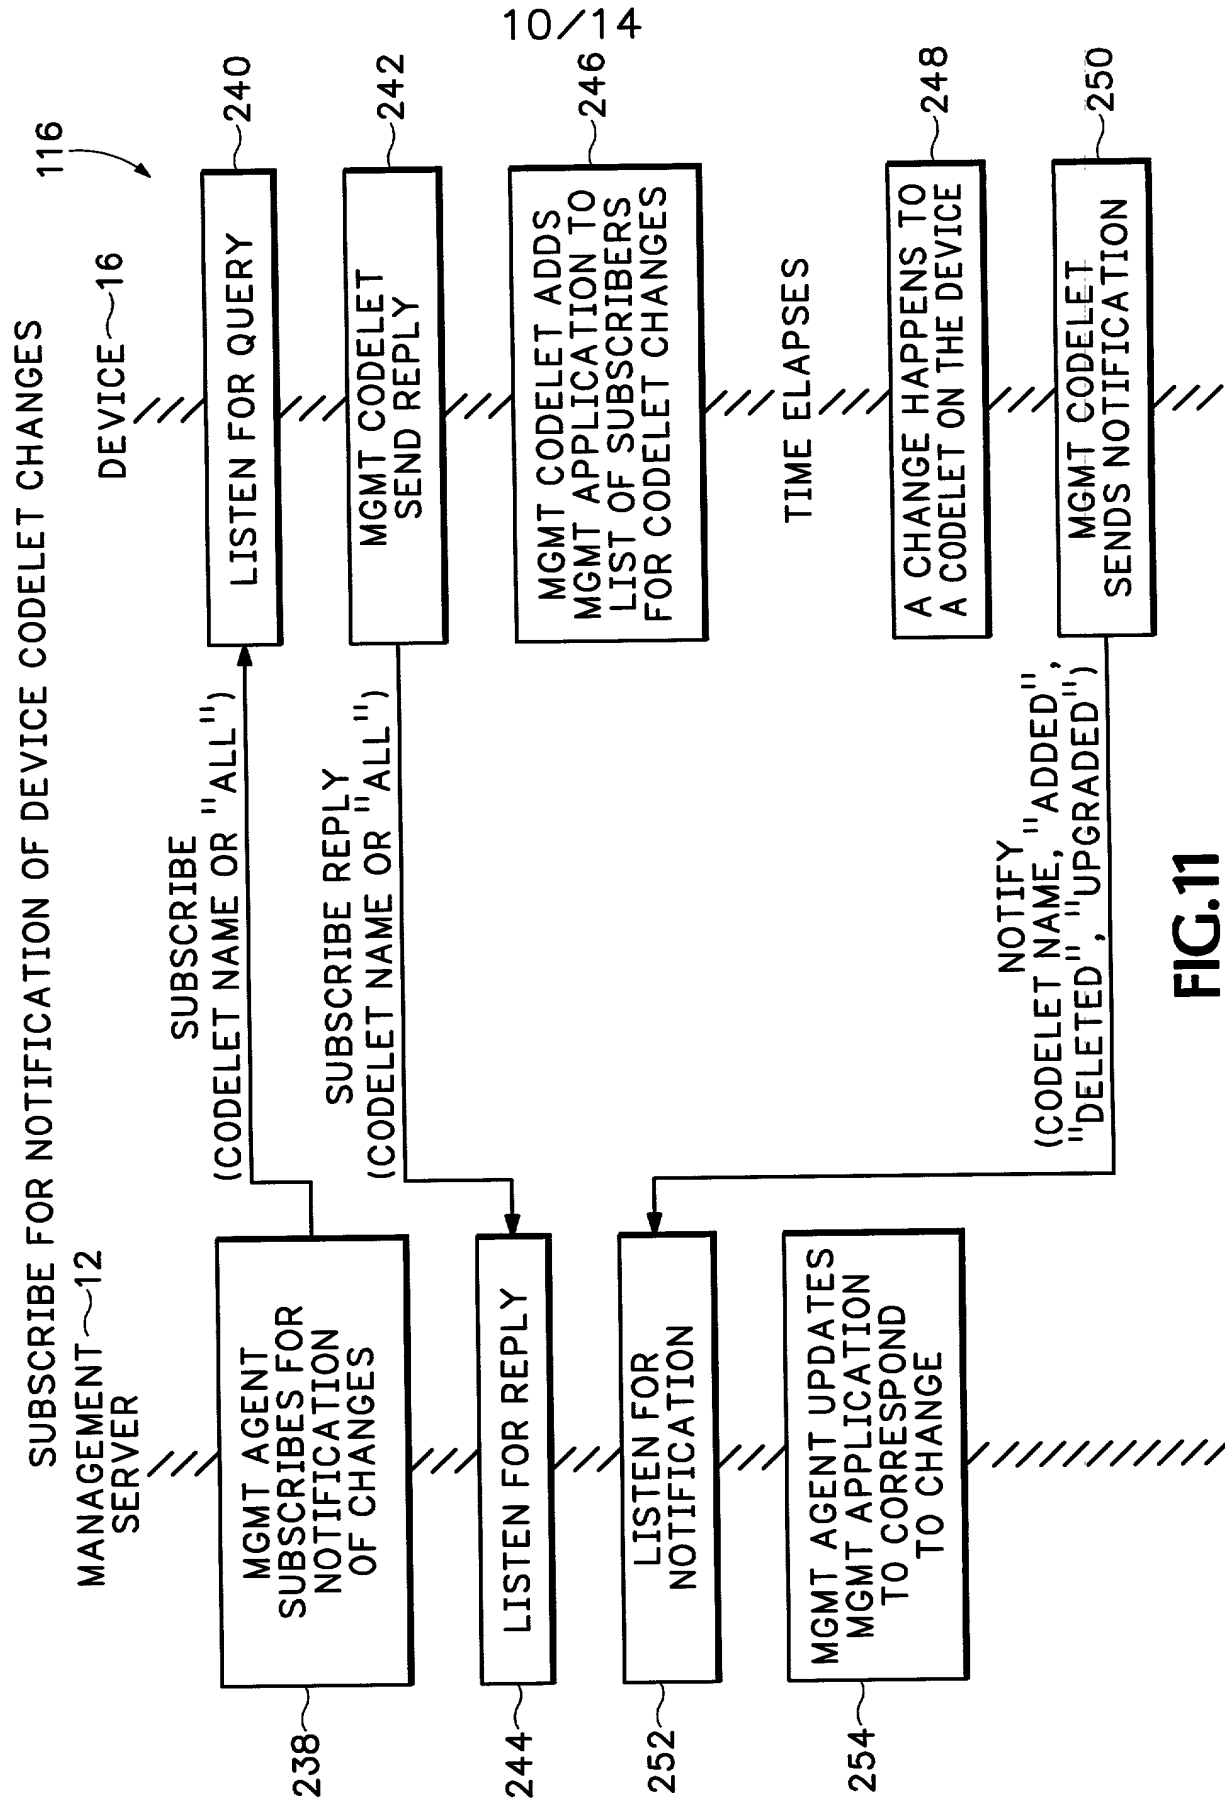 10/14
SUBSCRIBE FOR NOTIFICATION OF DEVICE CODELET CHANGES
116
MANAGEMENT 12
SERVER
DEVICE 16
238
MGMT AGENT
SUBSCRIBES FOR
NOTIFICATION
OF CHANGES
SUBSCRIBE
(CODELET NAME OR "ALL")
LISTEN FOR QUERY
240
SUBSCRIBE REPLY
(CODELET NAME OR "ALL")
MGMT CODELET
SEND REPLY
242
244
LISTEN FOR REPLY
MGMT CODELET ADDS
MGMT APPLICATION TO
LIST OF SUBSCRIBERS
FOR CODELET CHANGES
246
252
LISTEN FOR
NOTIFICATION
TIME ELAPSES
254
MGMT AGENT UPDATES
MGMT APPLICATION
TO CORRESPOND
TO CHANGE
A CHANGE HAPPENS TO
A CODELET ON THE DEVICE
248
NOTIFY
(CODELET NAME, "ADDED",
"DELETED", "UPGRADED")
MGMT CODELET
SENDS NOTIFICATION
250
FIG.11